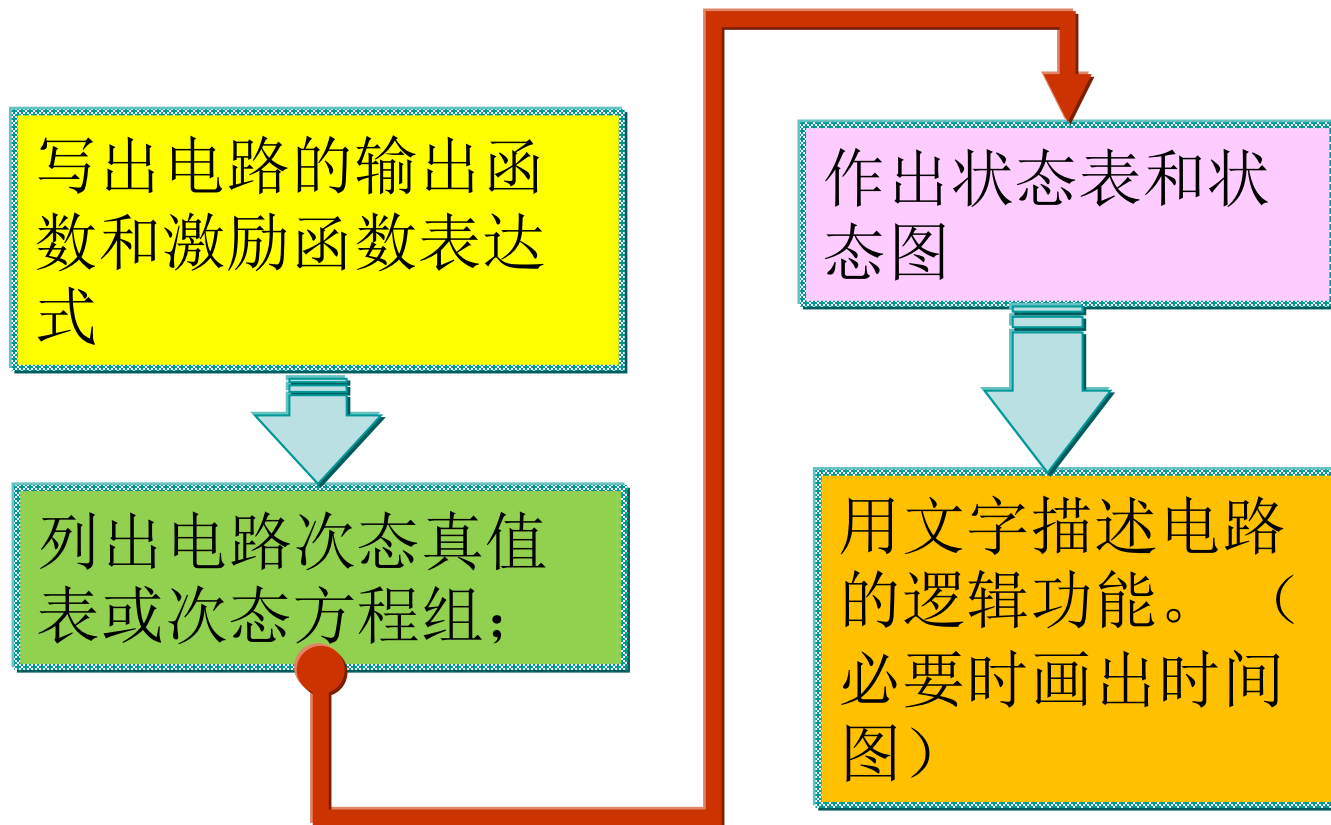 写出电路的输出函
数和激励函数表达
式
列出电路次态真值
表或次态方程组；
作出状态表和状
态图
用文字描述电路
的逻辑功能。 （
必要时画出时间
图）